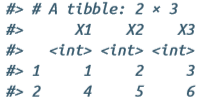 #> # A tibble: 2 × 3
#>      X1    X2    X3
#>   <int> <int> <int>
#> 1     1     2     3
#> 2     4     5     6